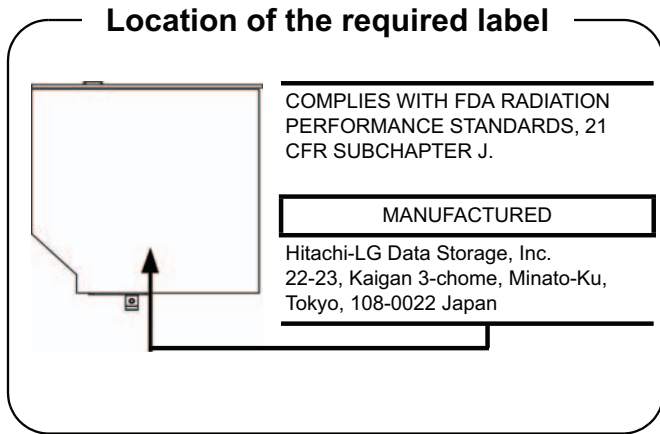 Location of the required label
COMPLIES WITH FDA RADIATION
PERFORMANCE STANDARDS, 21
CFR SUBCHAPTER J.
MANUFACTURED
Hitachi-LG Data Storage, Inc.
22-23, Kaigan 3-chome, Minato-Ku,
Tokyo, 108-0022 Japan